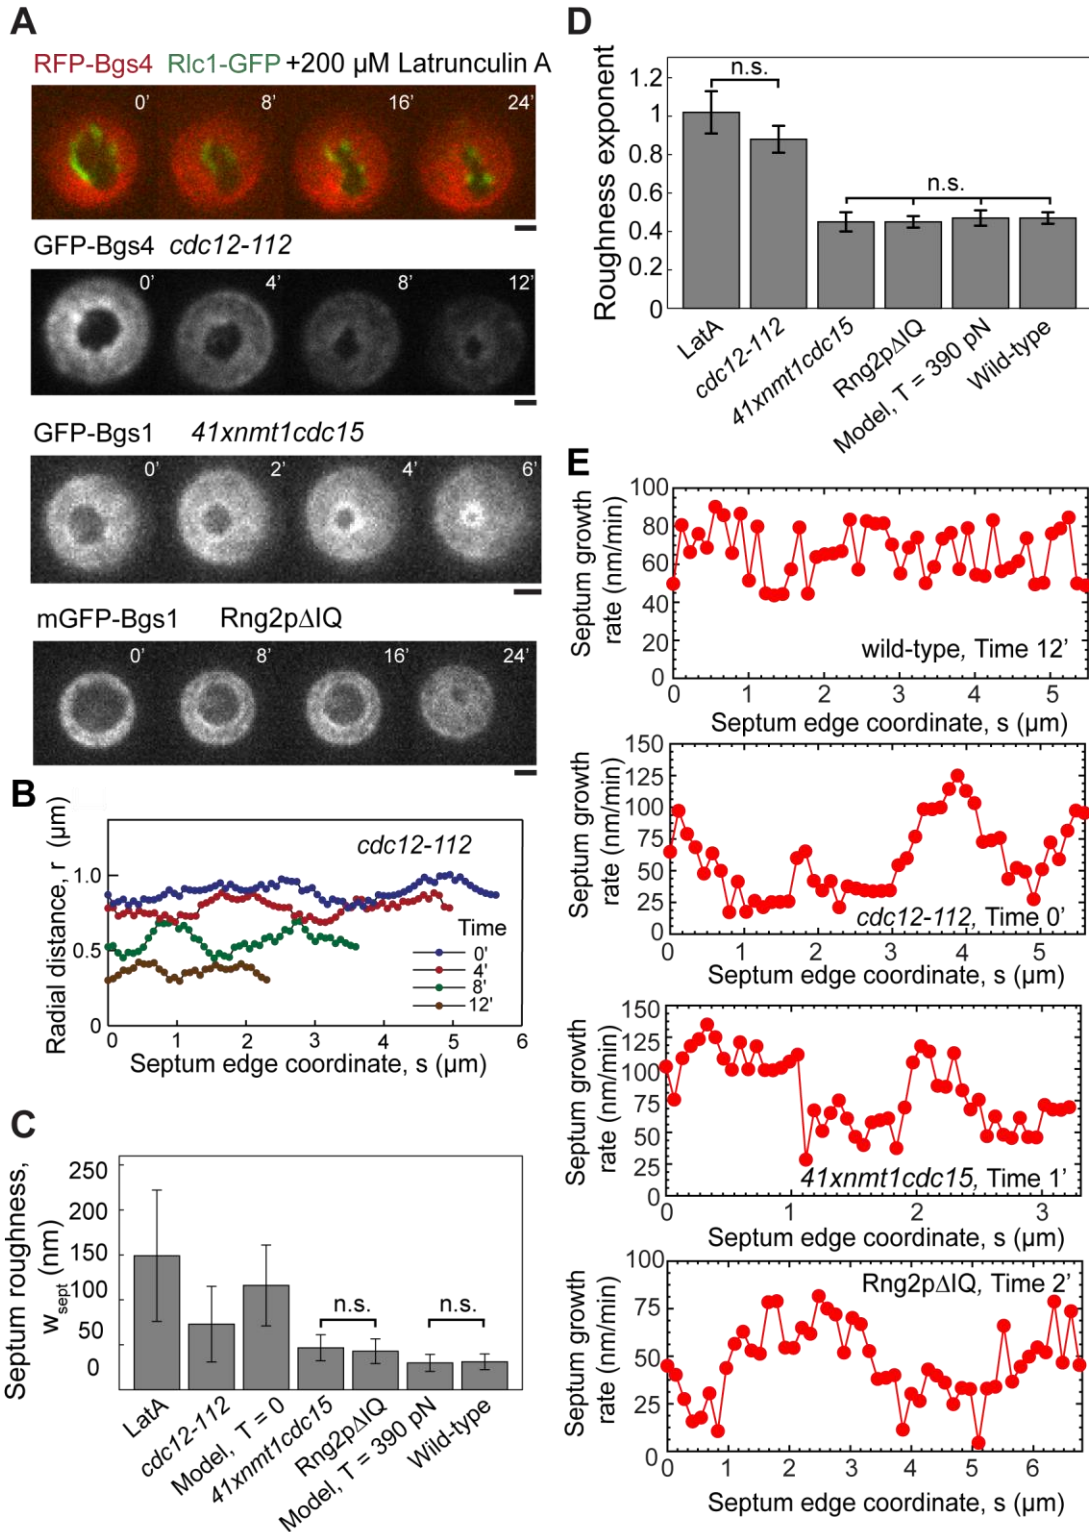 A
RFP-Bgs4 Rlc1-GFP +200 µM Latrunculin A
0' 8' 16' 24'
GFP-Bgs4 cdc12-112
0' 4' 8' 12'
GFP-Bgs1 41xnmt1cdc15
0' 2' 4' 6'
mGFP-Bgs1 Rng2p∆IQ
0' 8' 16' 24'
B
Radial distance, r (µm)
1.0
0.5
0
cdc12-112
Time
0'
4'
8'
12'
0 1 2 3 4 5 6
Septum edge coordinate, s (µm)
C
Septum roughness,
wsept (nm)
250
200
150
100
50
0
n.s. n.s.
LatA
cdc12-112
Model, T = 0
41xnmt1cdc15
Rng2p∆IQ
Model, T = 390 pN
Wild-type
D
Roughness exponent
1.2
1
0.8
0.6
0.4
0.2
0
n.s.
n.s.
LatA
cdc12-112
41xnmt1cdc15
Rng2p∆IQ
Model, T = 390 pN
Wild-type
E
Septum growth
rate (nm/min)
100
80
60
40
20
0
wild-type, Time 12'
0 1 2 3 4 5
Septum edge coordinate, s (µm)
Septum growth
rate (nm/min)
150
125
100
75
50
25
0
cdc12-112, Time 0'
0 1 2 3 4 5
Septum edge coordinate, s (µm)
Septum growth
rate (nm/min)
150
125
100
75
50
25
0
41xnmt1cdc15, Time 1'
0 1 2 3
Septum edge coordinate, s (µm)
Septum growth
rate (nm/min)
100
75
50
25
0
Rng2p∆IQ, Time 2'
0 1 2 3 4 5 6
Septum edge coordinate, s (µm)